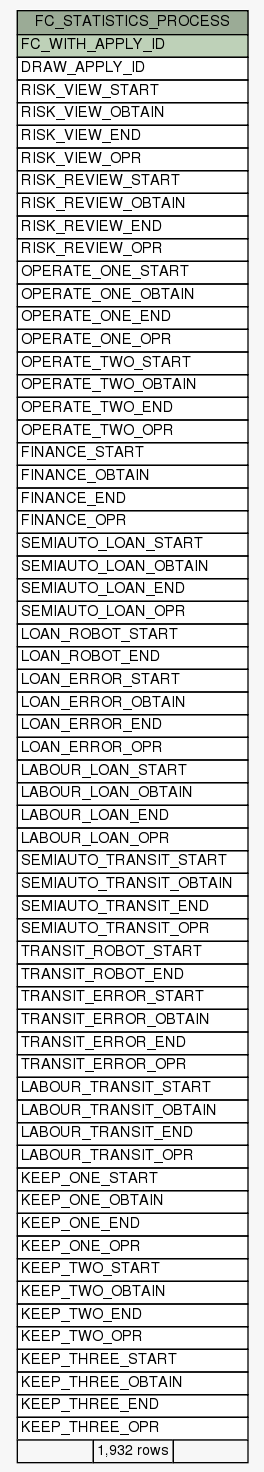 FC_STATISTICS_PROCESS
FC_WITH_APPLY_ID
DRAW_APPLY_ID
RISK_VIEW_START
RISK_VIEW_OBTAIN
RISK_VIEW_END
RISK_VIEW_OPR
RISK_REVIEW_START
RISK_REVIEW_OBTAIN
RISK_REVIEW_END
RISK_REVIEW_OPR
OPERATE_ONE_START
OPERATE_ONE_OBTAIN
OPERATE_ONE_END
OPERATE_ONE_OPR
OPERATE_TWO_START
OPERATE_TWO_OBTAIN
OPERATE_TWO_END
OPERATE_TWO_OPR
FINANCE_START
FINANCE_OBTAIN
FINANCE_END
FINANCE_OPR
SEMIAUTO_LOAN_START
SEMIAUTO_LOAN_OBTAIN
SEMIAUTO_LOAN_END
SEMIAUTO_LOAN_OPR
LOAN_ROBOT_START
LOAN_ROBOT_END
LOAN_ERROR_START
LOAN_ERROR_OBTAIN
LOAN_ERROR_END
LOAN_ERROR_OPR
LABOUR_LOAN_START
LABOUR_LOAN_OBTAIN
LABOUR_LOAN_END
LABOUR_LOAN_OPR
SEMIAUTO_TRANSIT_START
SEMIAUTO_TRANSIT_OBTAIN
SEMIAUTO_TRANSIT_END
SEMIAUTO_TRANSIT_OPR
TRANSIT_ROBOT_START
TRANSIT_ROBOT_END
TRANSIT_ERROR_START
TRANSIT_ERROR_OBTAIN
TRANSIT_ERROR_END
TRANSIT_ERROR_OPR
LABOUR_TRANSIT_START
LABOUR_TRANSIT_OBTAIN
LABOUR_TRANSIT_END
LABOUR_TRANSIT_OPR
KEEP_ONE_START
KEEP_ONE_OBTAIN
KEEP_ONE_END
KEEP_ONE_OPR
KEEP_TWO_START
KEEP_TWO_OBTAIN
KEEP_TWO_END
KEEP_TWO_OPR
KEEP_THREE_START
KEEP_THREE_OBTAIN
KEEP_THREE_END
KEEP_THREE_OPR
1,932 rows